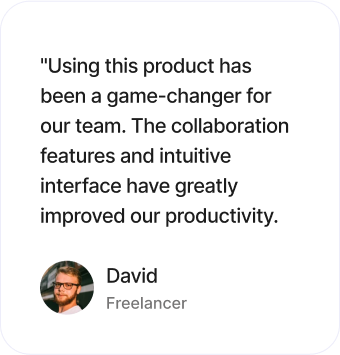 "Using this product has
been a game-changer for
our team. The collaboration
features and intuitive
interface have greatly
improved our productivity.
David
Freelancer